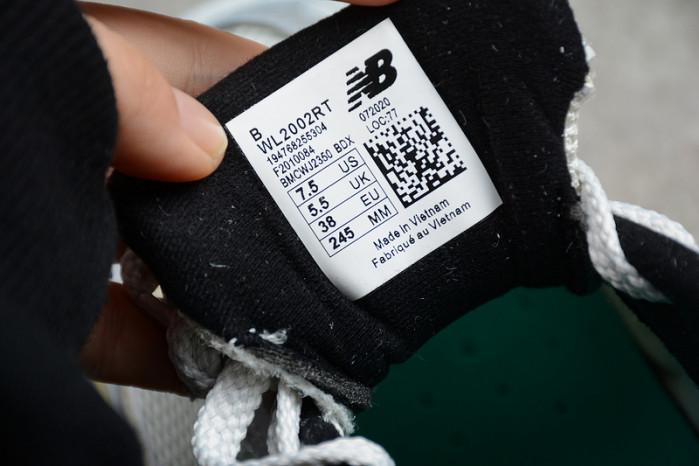 NB
072020
LOC:77
B
WL2002RT
194768255304
F2010084
BMCWJ2350 BDX
7.5 US
5.5 UK
38 EU
245 MM
Made in Vietnam
Fabriqué au Vietnam